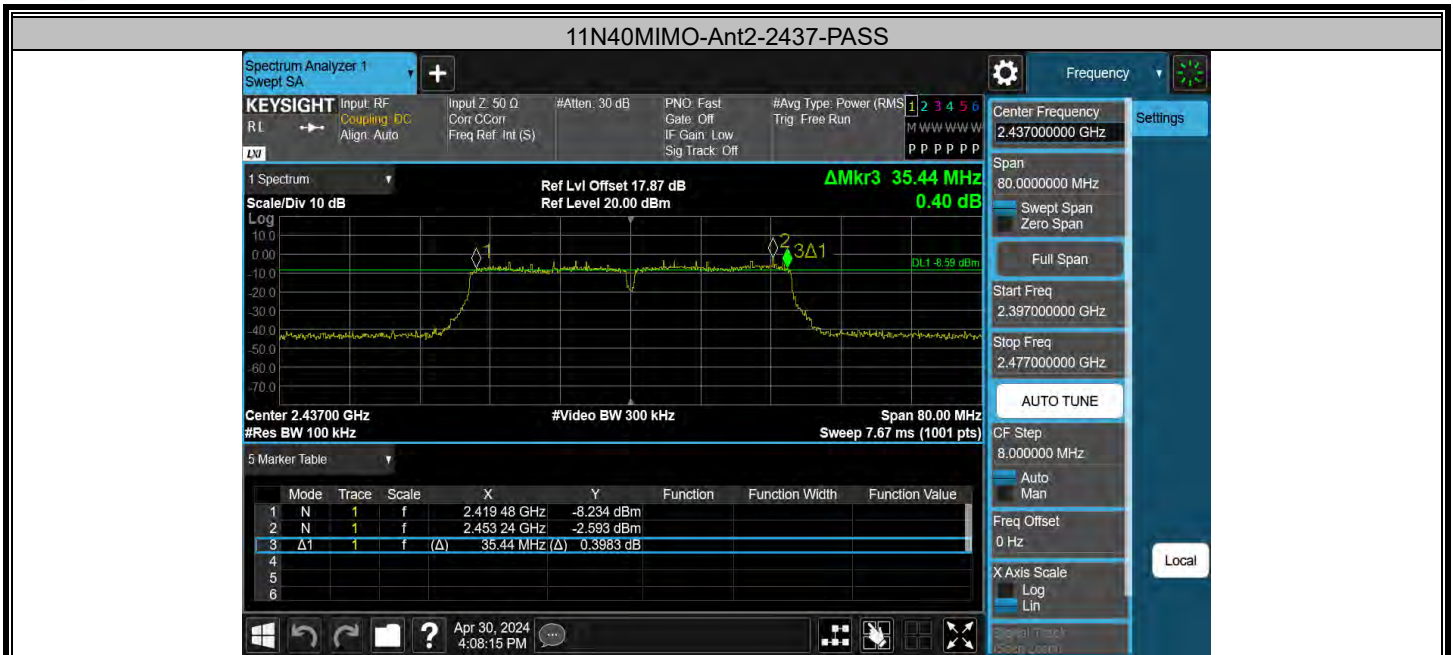 11N40MIMO-Ant2-2437-PASS
Spectrum Analyzer 1
Swept SA
+
Frequency
KEYSIGHT Input: RF Input Z: 50 Ω #Atten: 30 dB PNO: Fast #Avg Type: Power (RMS 1 2 3 4 5 6
RL Coupling: DC Corr CCorr Gate: Off Trig: Free Run
Align: Auto Freq Ref: Int (S) IF Gain: Low M W W W W W
LXI Sig Track: Off P P P P P P
Center Frequency
2.437000000 GHz
Settings
Span
80.0000000 MHz
Swept Span
Zero Span
Full Span
Start Freq
2.397000000 GHz
Stop Freq
2.477000000 GHz
AUTO TUNE
CF Step
8.000000 MHz
Auto
Man
Freq Offset
0 Hz
X Axis Scale
Log
Lin
Signal Track
(Span Zoom)
Local
1 Spectrum Ref Lvl Offset 17.87 dB ΔMkr3 35.44 MHz
Scale/Div 10 dB Ref Level 20.00 dBm 0.40 dB
Log
10.0
0.00
-10.0
-20.0
-30.0
-40.0
-50.0
-60.0
-70.0
1
2
3Δ1
DL1 -8.59 dBm
Center 2.43700 GHz #Video BW 300 kHz Span 80.00 MHz
#Res BW 100 kHz Sweep 7.67 ms (1001 pts)
5 Marker Table
Mode Trace Scale X Y Function Function Width Function Value
1 N 1 f 2.419 48 GHz -8.234 dBm
2 N 1 f 2.453 24 GHz -2.593 dBm
3 Δ1 1 f (Δ) 35.44 MHz (Δ) 0.3983 dB
4
5
6
? Apr 30, 2024
4:08:15 PM